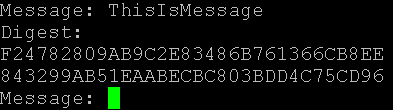 Message: ThisIsMessage
Digest:
F24782809AB9C2E83486B761366CB8EE
843299AB51EAABECBC803BDD4C75CD96
Message: